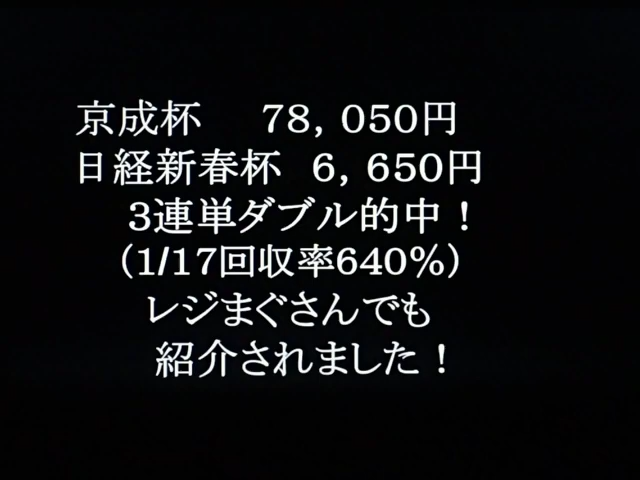 京成杯　78，050円
日経新春杯　6，650円
3連単ダブル的中！
（1/17回収率640％）
レジまぐさんでも
紹介されました！